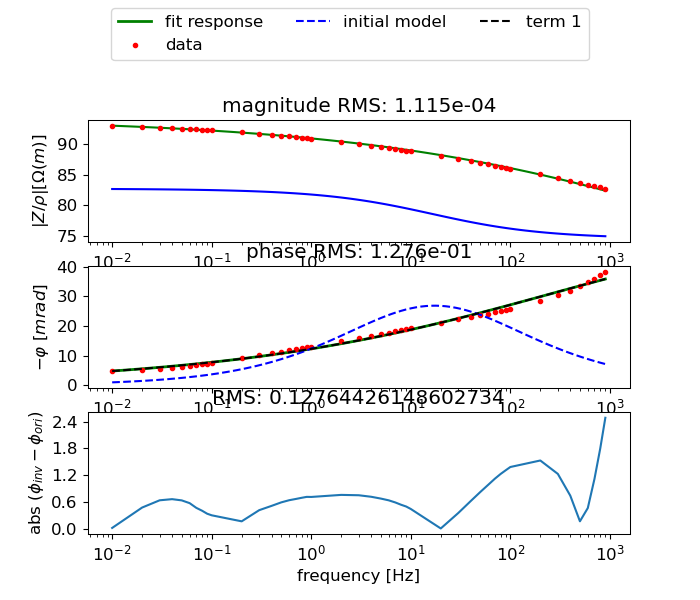 fit response
data
initial model
term 1
magnitude RMS: 1.115e-04
|Z/ρ|[Ω(m)]
90
85
80
75
10⁻² 10⁻¹ 10⁰ 10¹ 10² 10³
phase RMS: 1.276e-01
−φ [mrad]
40
30
20
10
0
10⁻² 10⁻¹ 10⁰ 10¹ 10² 10³
RMS: 0.12764426148602734
abs (ϕinv − ϕori)
2.4
1.8
1.2
0.6
0.0
10⁻² 10⁻¹ 10⁰ 10¹ 10² 10³
frequency [Hz]